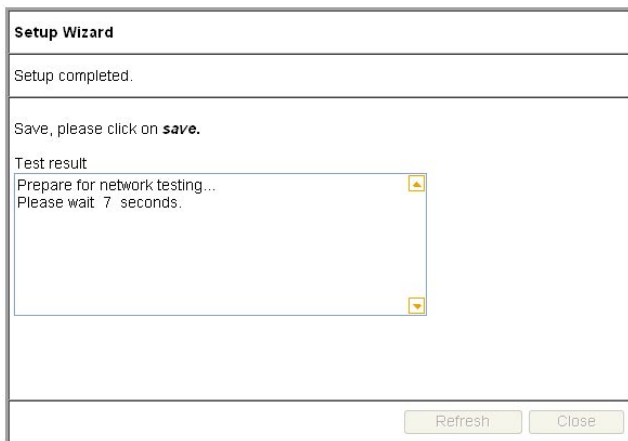 Setup Wizard
Setup completed.
Save, please click on save.
Test result
Prepare for network testing...
Please wait 7 seconds.
Refresh
Close